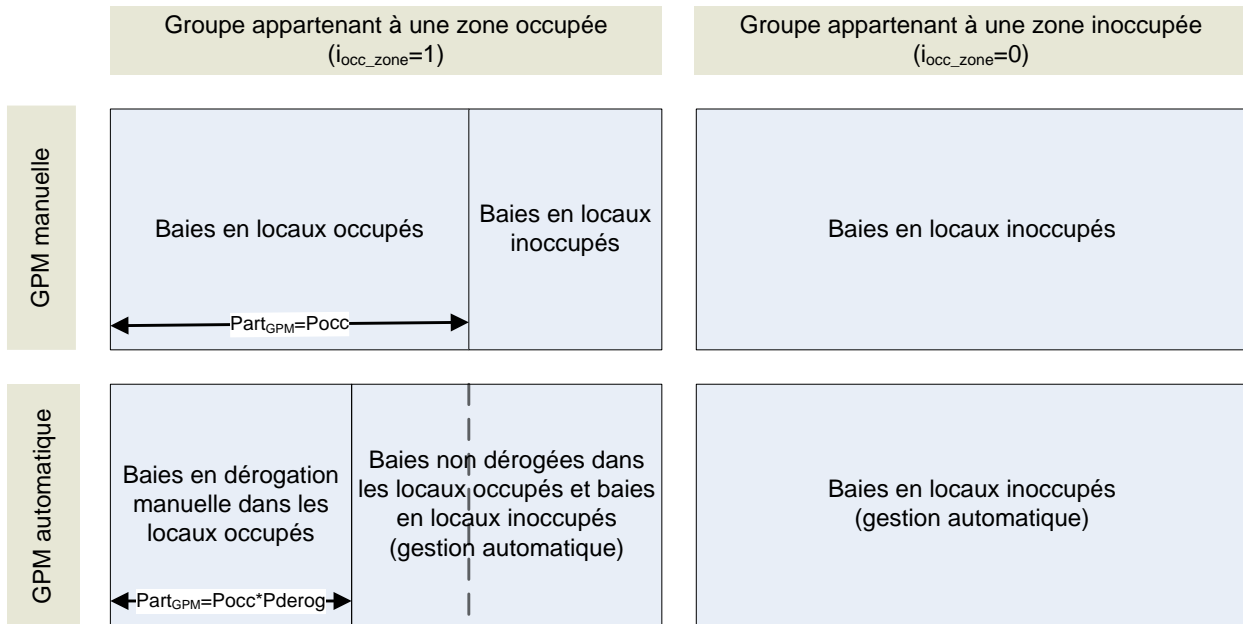 Groupe appartenant à une zone occupée
(iocc_zone=1)
Groupe appartenant à une zone inoccupée
(iocc_zone=0)
GPM manuelle
Baies en locaux occupés
Baies en locaux
inoccupés
Baies en locaux inoccupés
PartGPM=Pocc
GPM automatique
Baies en dérogation
manuelle dans les
locaux occupés
Baies non dérogées dans
les locaux occupés et baies
en locaux inoccupés
(gestion automatique)
Baies en locaux inoccupés
(gestion automatique)
PartGPM=Pocc*Pderog